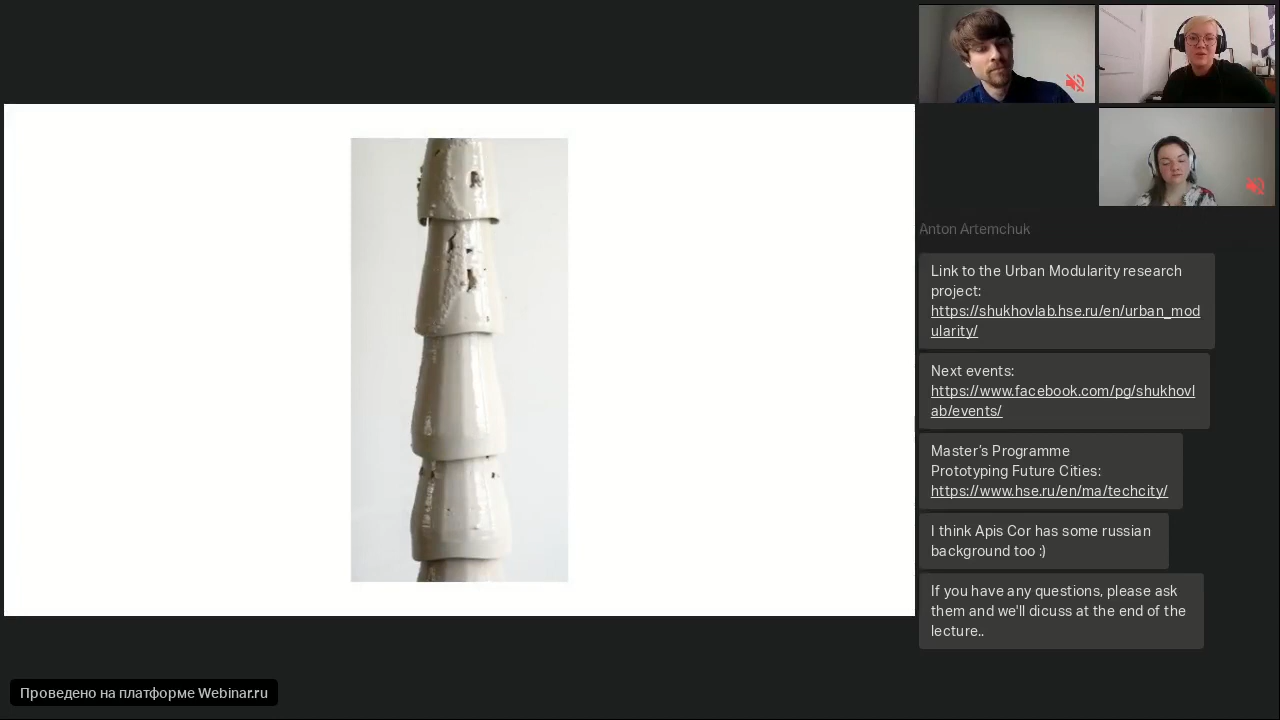 Anton Artemchuk
Link to the Urban Modularity research
project:
https://shukhovlab.hse.ru/en/urban_mod
ularity/
Next events:
https://www.facebook.com/pg/shukhovl
ab/events/
Master’s Programme
Prototyping Future Cities:
https://www.hse.ru/en/ma/techcity/
I think Apis Cor has some russian
background too :)
If you have any questions, please ask
them and we'll dicuss at the end of the
lecture..
Проведено на платформе Webinar.ru